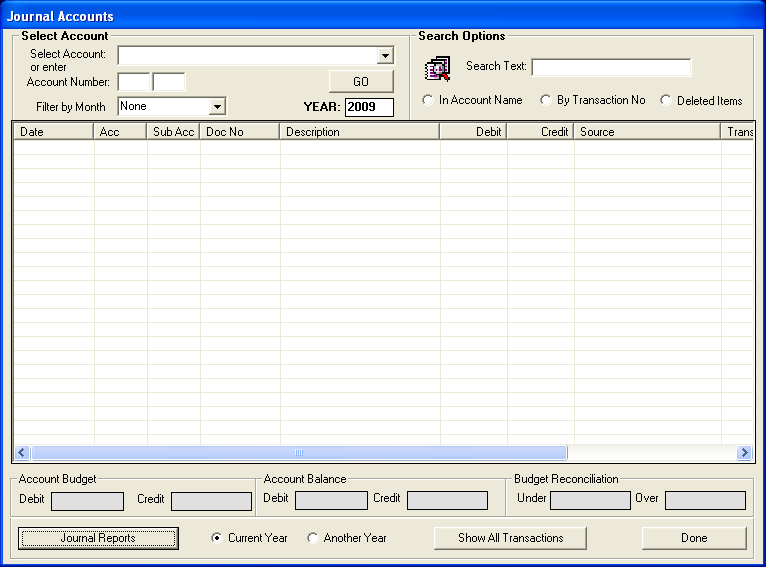 Journal Accounts
Select Account
Select Account:
or enter
Account Number:
GO
Filter by Month None YEAR: 2009
Search Options
Search Text:
In Account Name By Transaction No Deleted Items
Date Acc Sub Acc Doc No Description Debit Credit Source Trans
Account Budget
Debit Credit
Account Balance
Debit Credit
Budget Reconciliation
Under Over
Journal Reports Current Year Another Year Show All Transactions Done